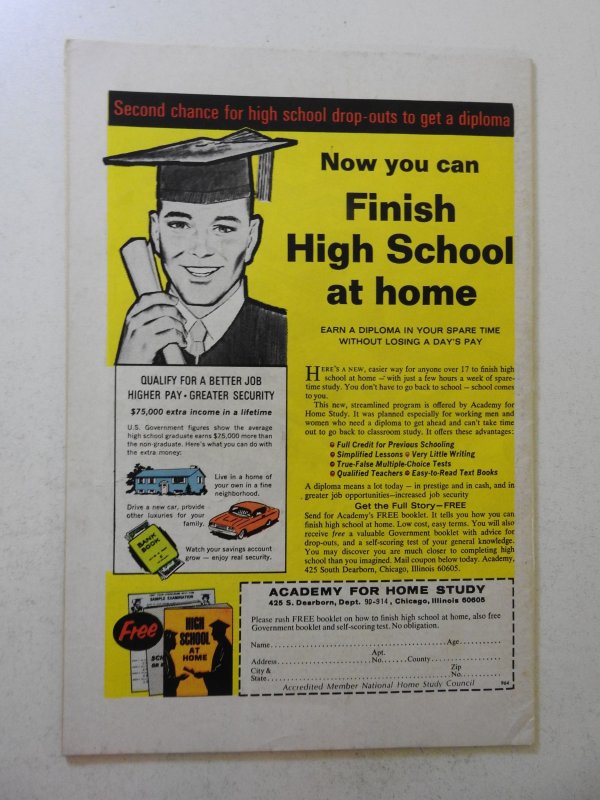 Second chance for high school drop-outs to get a diploma
Now you can
Finish
High School
at home
EARN A DIPLOMA IN YOUR SPARE TIME
WITHOUT LOSING A DAY'S PAY
QUALIFY FOR A BETTER JOB
HIGHER PAY • GREATER SECURITY
$75,000 extra income in a lifetime
U.S. Government figures show the average
high school graduate earns $75,000 more than
the non-graduate. Here's what you can do with
the extra money:
Live in a home of
your own in a fine
neighborhood.
Drive a new car, provide
other luxuries for your
family.
BANK
BOOK
Watch your savings account
grow — enjoy real security.
HERE'S A NEW, easier way for anyone over 17 to finish high
school at home — with just a few hours a week of spare-
time study. You don't have to go back to school — school comes
to you.
This new, streamlined program is offered by Academy for
Home Study. It was planned especially for working men and
women who need a diploma to get ahead and can't take time
out to go back to classroom study. It offers these advantages:
Full Credit for Previous Schooling
Simplified Lessons • Very Little Writing
True-False Multiple-Choice Tests
Qualified Teachers • Easy-to-Read Text Books
A diploma means a lot today — in prestige and in cash, and in
greater job opportunities—increased job security
Get the Full Story—FREE
Send for Academy's FREE booklet. It tells you how you can
finish high school at home. Low cost, easy terms. You will also
receive free a valuable Government booklet with advice for
drop-outs, and a self-scoring test of your general knowledge.
You may discover you are much closer to completing high
school than you imagined. Mail coupon below today. Academy,
425 South Dearborn, Chicago, Illinois 60605.
SAMPLE EXAMINATION
Free
HIGH
SCHOOL
AT
HOME
ACADEMY FOR HOME STUDY
425 S. Dearborn, Dept. 99-314, Chicago, Illinois 60605
Please rush FREE booklet on how to finish high school at home, also free
Government booklet and self-scoring test. No obligation.
Name Age
Apt.
Address No. County
City & Zip
State No.
Accredited Member National Home Study Council